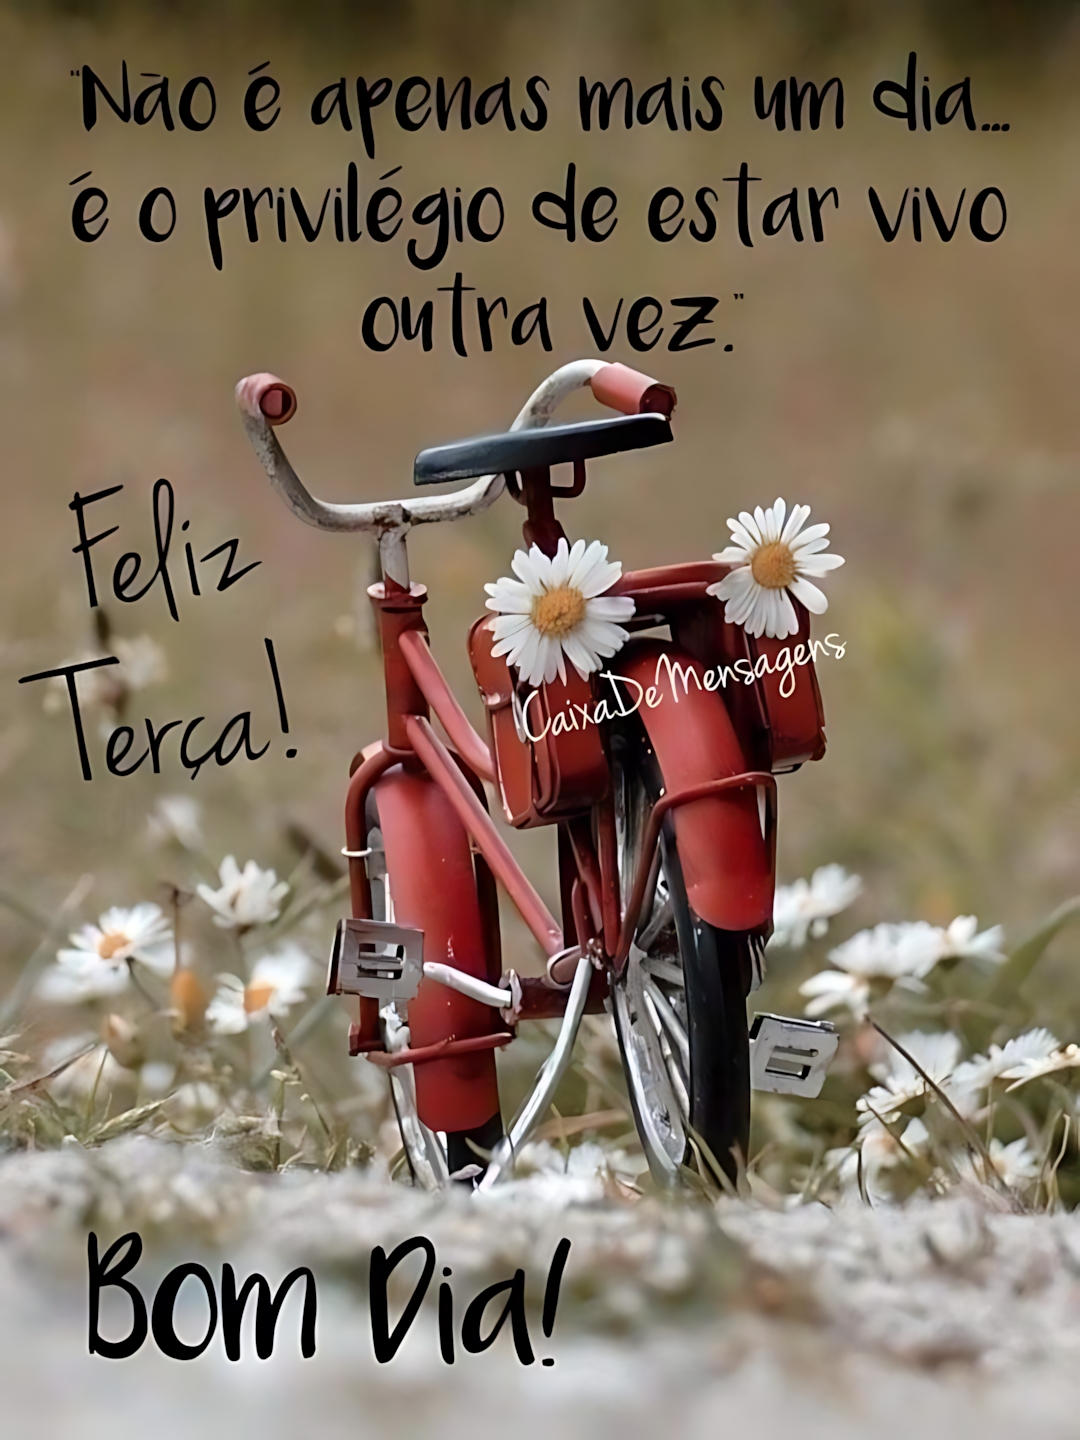 "Não é apenas mais um dia...
é o privilégio de estar vivo
outra vez."
Feliz
Terça!
CaixaDeMensagens
Bom Dia!